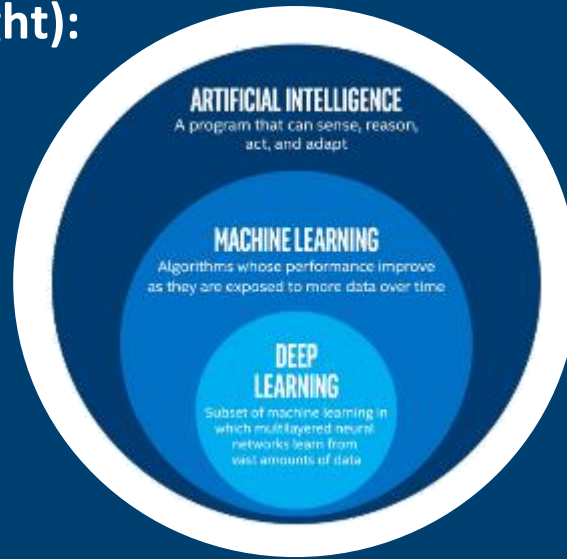 ght):
ARTIFICIAL INTELLIGENCE
A program that can sense, reason,
act, and adapt
MACHINE LEARNING
Algorithms whose performance improve
as they are exposed to more data over time
DEEP
LEARNING
Subset of machine learning in
which multilayered neural
networks learn from
vast amounts of data